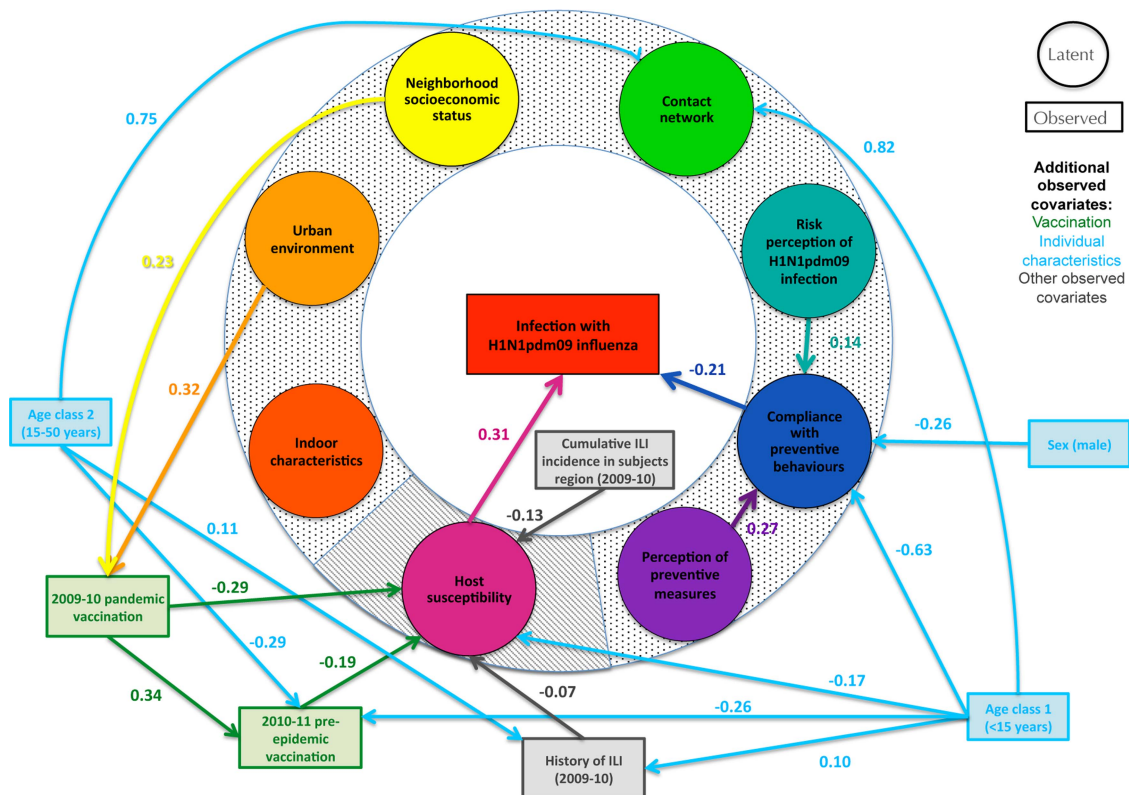 Neighborhood
socioeconomic
status
Contact
network
Latent
Observed
Additional
observed
covariates:
Vaccination
Individual
characteristics
Other observed
covariates
0.75
0.82
Urban
environment
Risk
perception of
H1N1pdm09
infection
0.23
Infection with
H1N1pdm09 influenza
0.14
-0.21
0.32
Age class 2
(15-50 years)
Indoor
characteristics
0.31
Compliance
with
preventive
behaviours
-0.26
Sex (male)
Cumulative ILI
incidence in subjects
region (2009-10)
-0.13
0.11
0.27
-0.63
Perception of
preventive
measures
Host
susceptibility
2009-10 pandemic
vaccination
-0.29
-0.29
-0.19
-0.17
0.34
-0.07
-0.26
Age class 1
(<15 years)
2010-11 pre-
epidemic
vaccination
History of ILI
(2009-10)
0.10